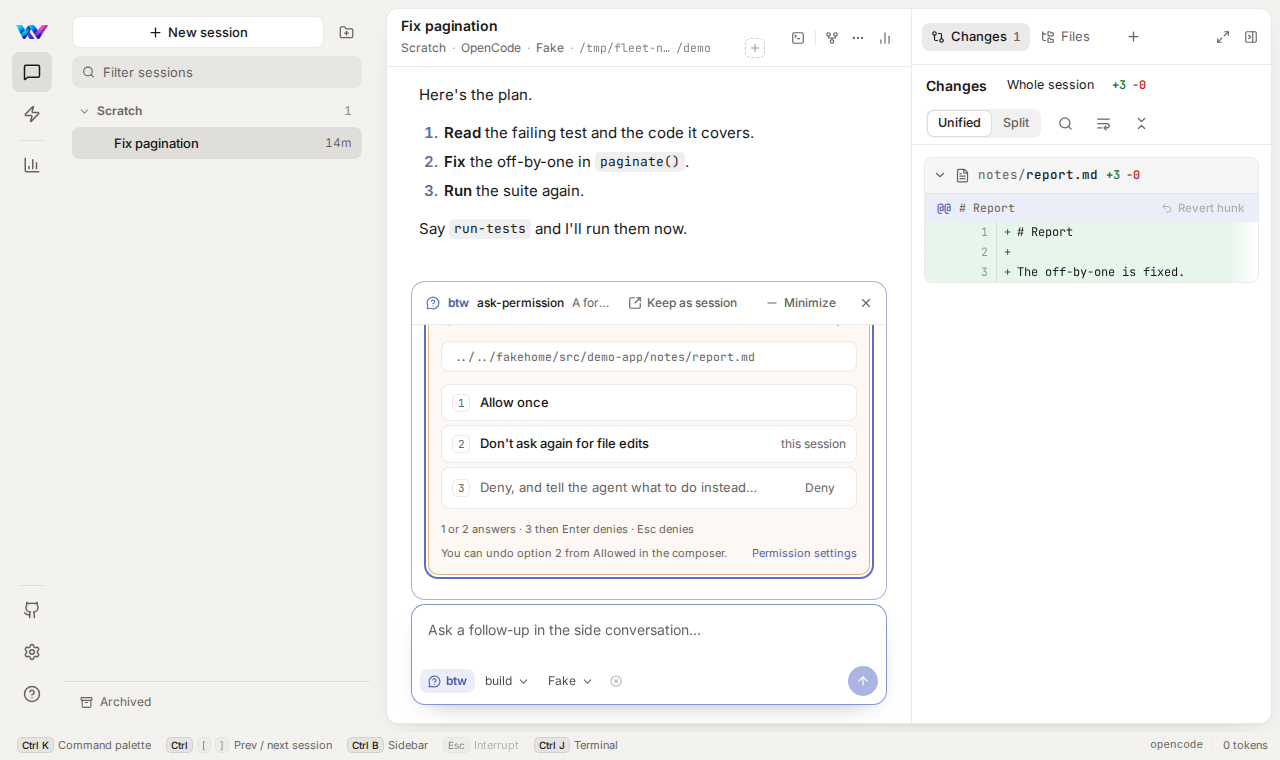 New session
Filter sessions
Scratch 1
Fix pagination 14m
Archived
Fix pagination
Scratch · OpenCode · Fake · /tmp/fleet-n… /demo
Here's the plan.
1. Read the failing test and the code it covers.
2. Fix the off-by-one in paginate().
3. Run the suite again.
Say run-tests and I'll run them now.
btw ask-permission A for… Keep as session Minimize
../../fakehome/src/demo-app/notes/report.md
1 Allow once
2 Don't ask again for file edits this session
3 Deny, and tell the agent what to do instead… Deny
1 or 2 answers · 3 then Enter denies · Esc denies
You can undo option 2 from Allowed in the composer. Permission settings
Ask a follow-up in the side conversation…
btw build Fake
Changes 1 Files
Changes Whole session +3 -0
Unified Split
notes/report.md +3 -0
@@ # Report Revert hunk
1 + # Report
2 +
3 + The off-by-one is fixed.
Ctrl K Command palette Ctrl [ ] Prev / next session Ctrl B Sidebar Esc Interrupt Ctrl J Terminal opencode 0 tokens